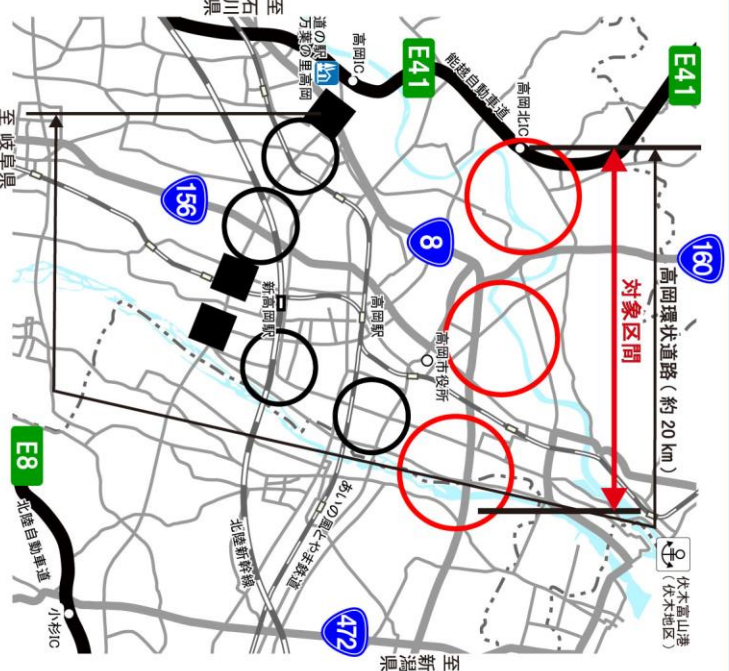 至
石
川
県
道の駅
万葉の里高岡
高岡IC
E41
能越自動車道
高岡北IC
E41
160
高岡環状道路(約20km)
対象区間
8
156
至 岐阜県
新高岡駅
高岡駅
高岡市役所
あいの風とやま鉄道
北陸新幹線
E8
北陸自動車道
小杉IC
472
至
新
潟
県
伏木富山港
(伏木地区)